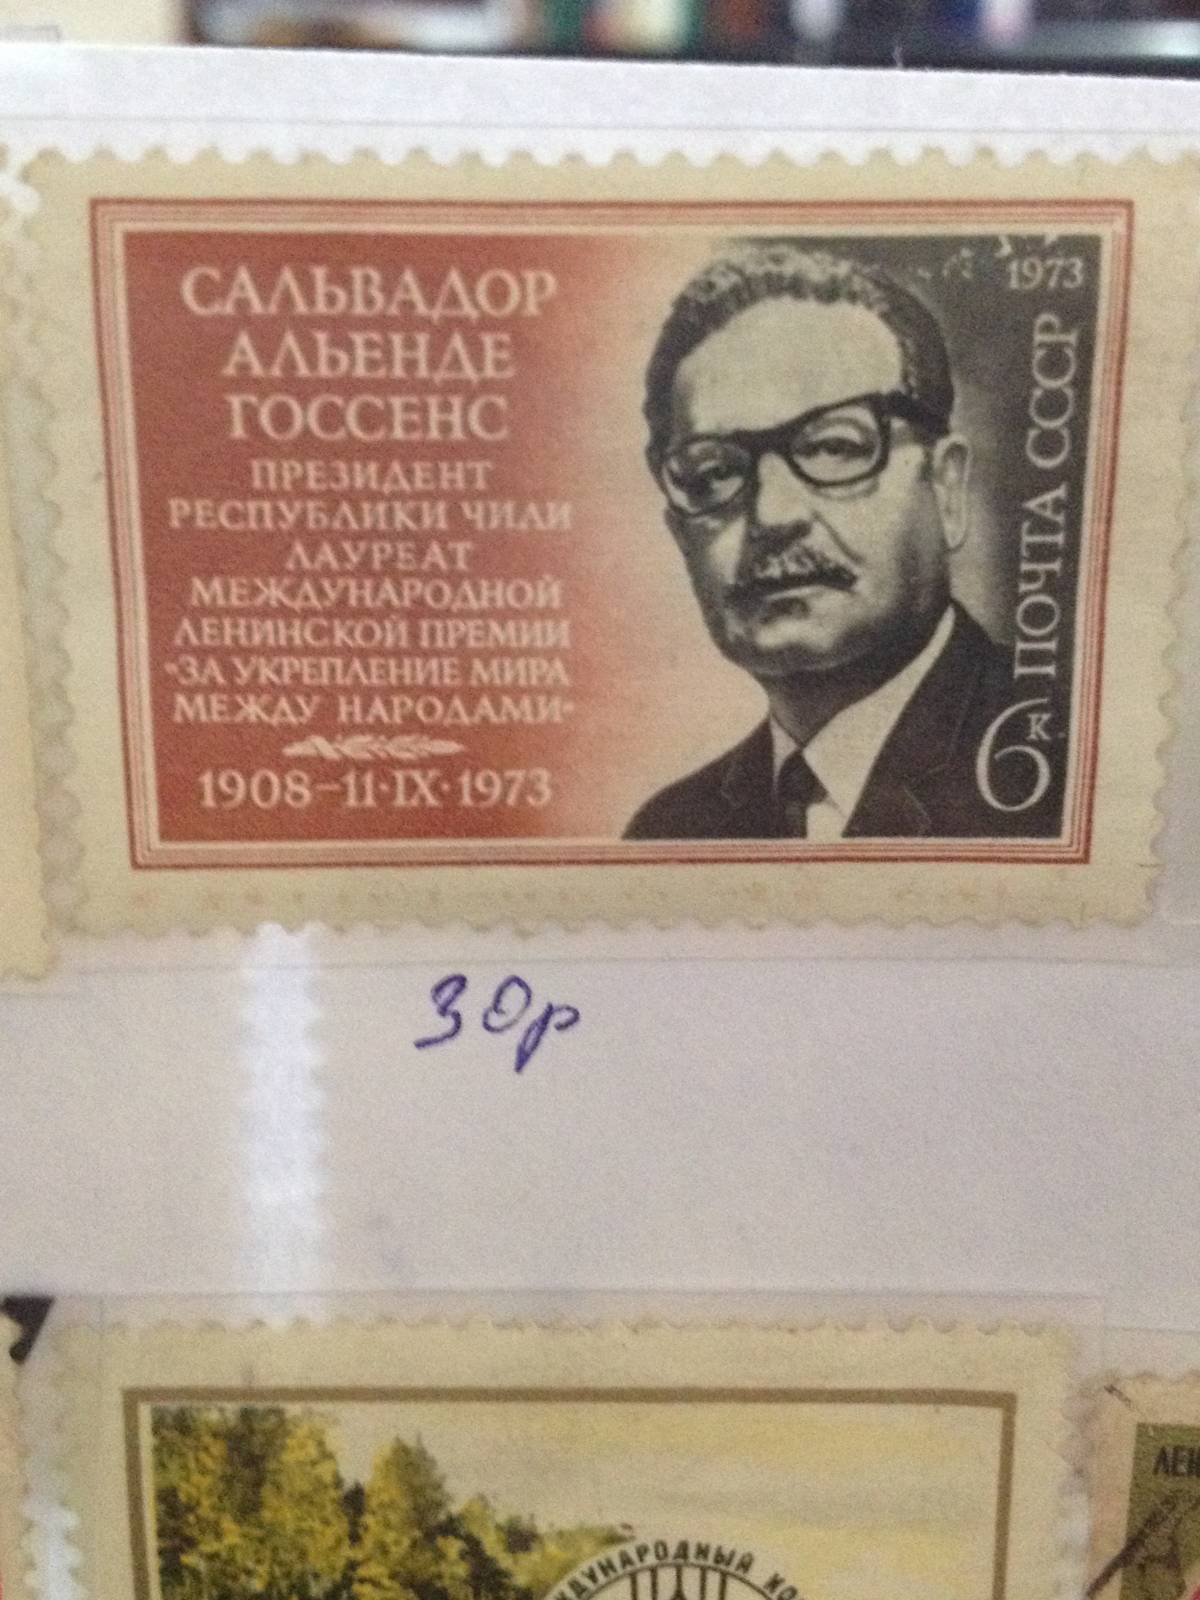 САЛЬВАДОР
АЛЬЕНДЕ
ГОССЕНС
ПРЕЗИДЕНТ
РЕСПУБЛИКИ ЧИЛИ
ЛАУРЕАТ
МЕЖДУНАРОДНОЙ
ЛЕНИНСКОЙ ПРЕМИИ
«ЗА УКРЕПЛЕНИЕ МИРА
МЕЖДУ НАРОДАМИ»
1908–11·IX·1973
1973
ПОЧТА СССР
6 к
30р